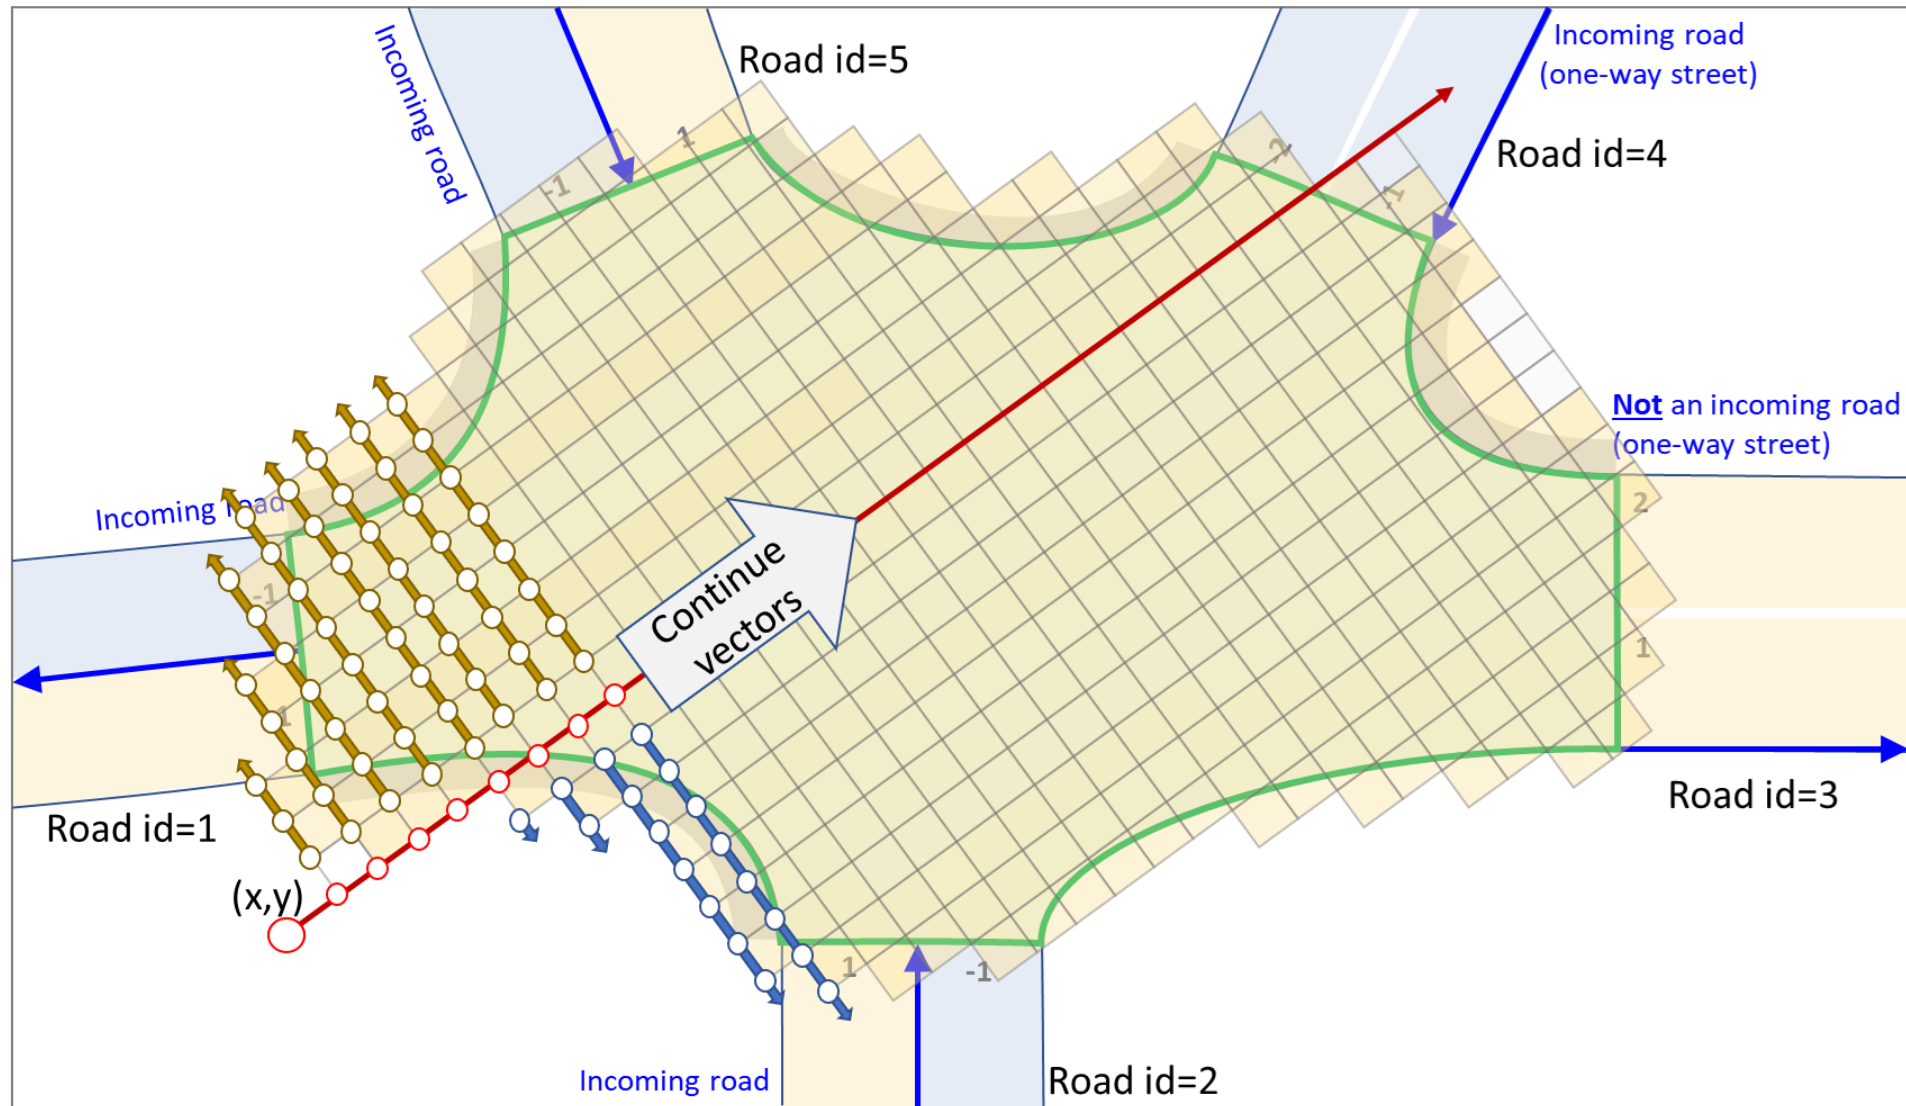 Incoming road
Road id=5
Incoming road
(one-way street)
Road id=4
-1
1
-2
-1
Not an incoming road
(one-way street)
2
1
Incoming road
-1
1
Continue
vectors
Road id=3
Road id=1
(x,y)
1
-1
Incoming road
Road id=2